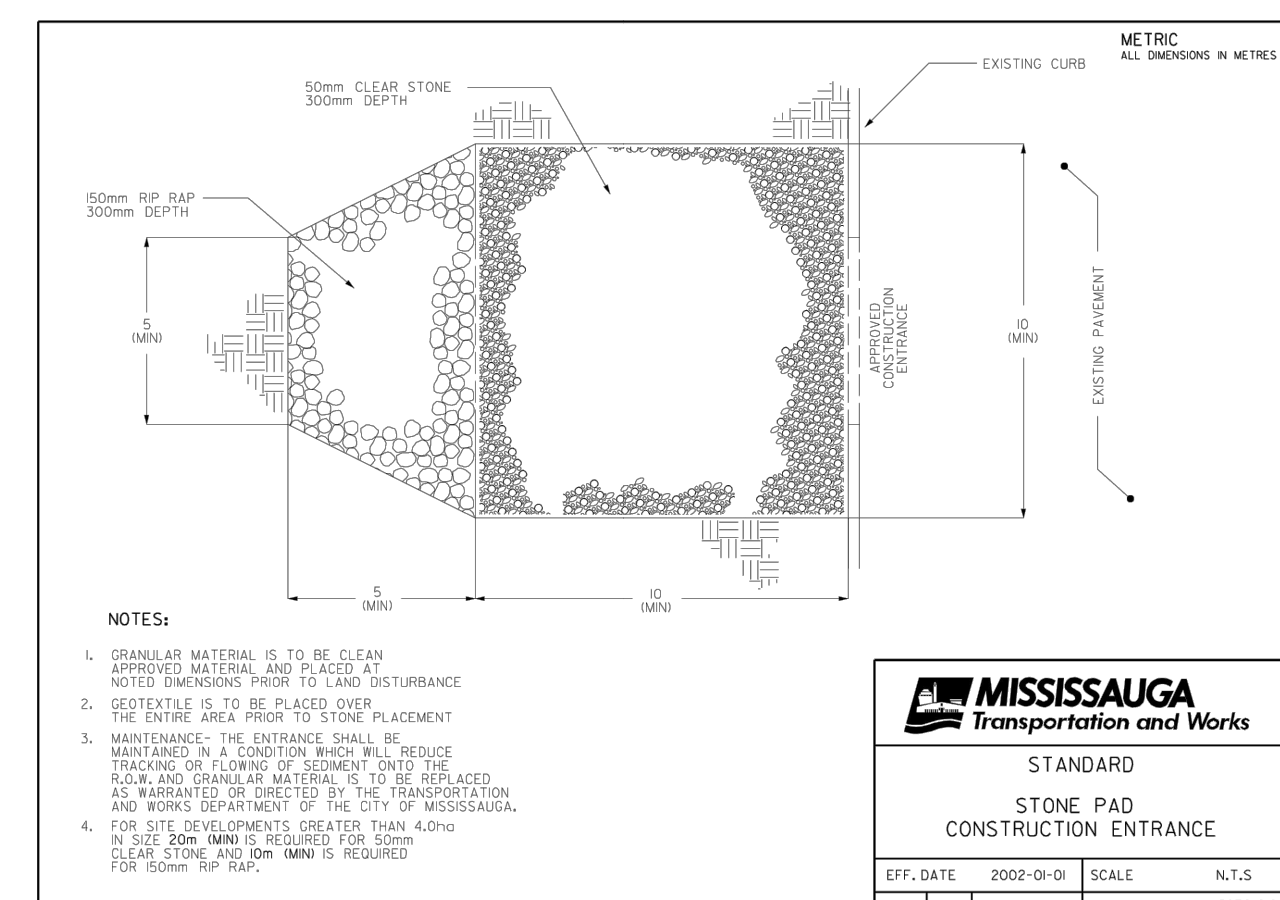 METRIC
ALL DIMENSIONS IN METRES
EXISTING CURB
50mm CLEAR STONE
300mm DEPTH
150mm RIP RAP
300mm DEPTH
5
(MIN)
APPROVED
CONSTRUCTION
ENTRANCE
10
(MIN)
EXISTING PAVEMENT
5
(MIN)
10
(MIN)
NOTES:
1. GRANULAR MATERIAL IS TO BE CLEAN
APPROVED MATERIAL AND PLACED AT
NOTED DIMENSIONS PRIOR TO LAND DISTURBANCE
2. GEOTEXTILE IS TO BE PLACED OVER
THE ENTIRE AREA PRIOR TO STONE PLACEMENT
3. MAINTENANCE- THE ENTRANCE SHALL BE
MAINTAINED IN A CONDITION WHICH WILL REDUCE
TRACKING OR FLOWING OF SEDIMENT ONTO THE
R.O.W. AND GRANULAR MATERIAL IS TO BE REPLACED
AS WARRANTED OR DIRECTED BY THE TRANSPORTATION
AND WORKS DEPARTMENT OF THE CITY OF MISSISSAUGA.
4. FOR SITE DEVELOPMENTS GREATER THAN 4.0ha
IN SIZE 20m (MIN) IS REQUIRED FOR 50mm
CLEAR STONE AND 10m (MIN) IS REQUIRED
FOR 150mm RIP RAP.
MISSISSAUGA
Transportation and Works
STANDARD
STONE PAD
CONSTRUCTION ENTRANCE
EFF. DATE 2002-01-01 SCALE N.T.S